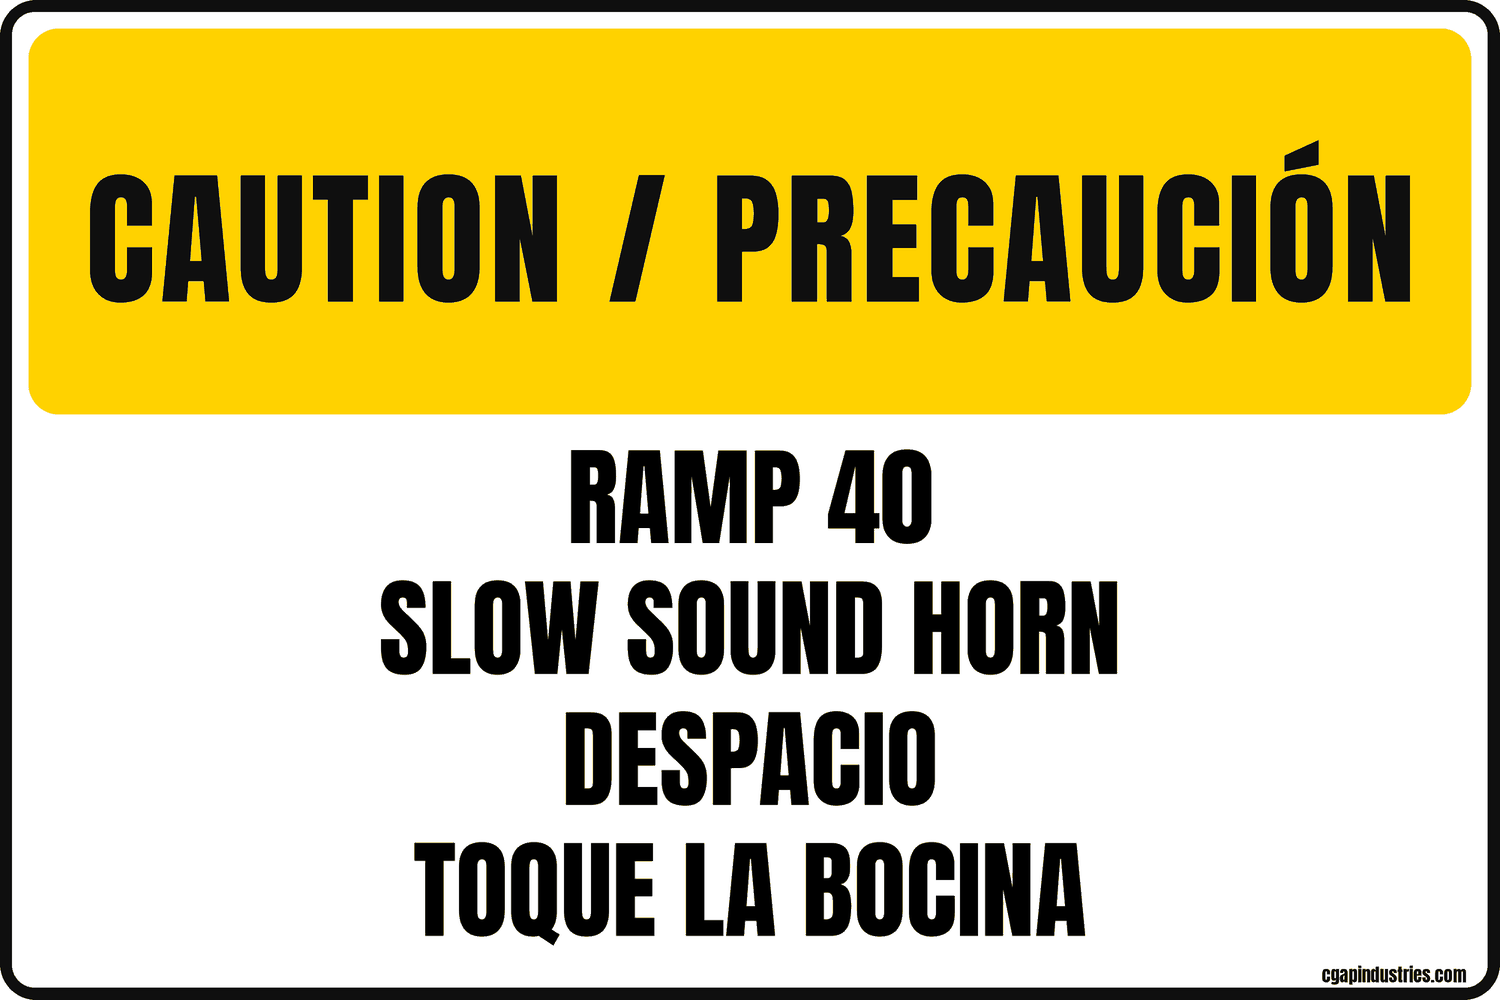 CAUTION / PRECAUCIÓN
RAMP 40
SLOW SOUND HORN
DESPACIO
TOQUE LA BOCINA
cgapindustries.com